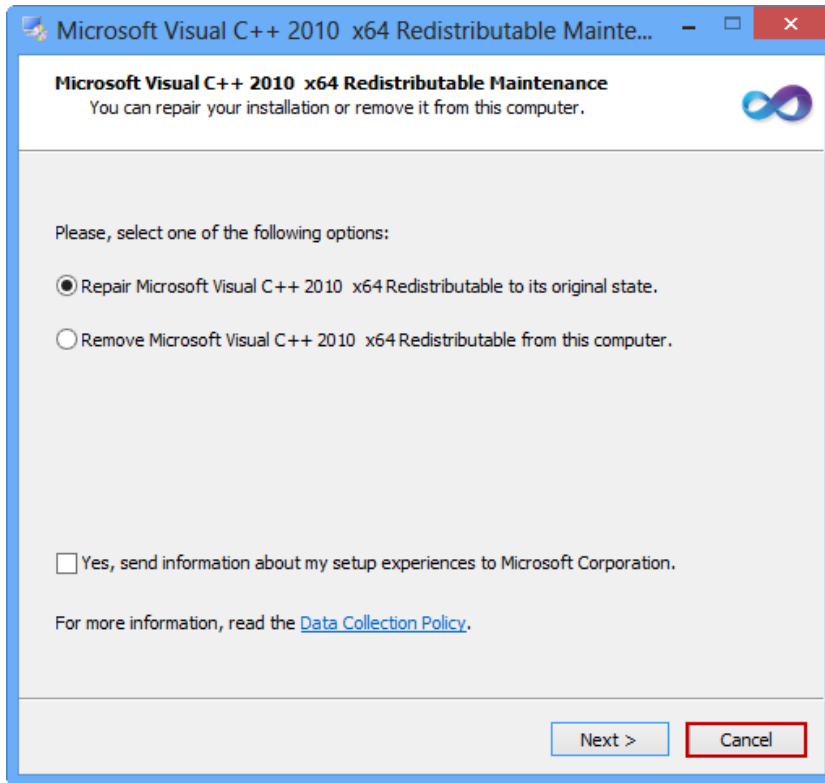 Microsoft Visual C++ 2010  x64 Redistributable Mainte...
Microsoft Visual C++ 2010  x64 Redistributable Maintenance
You can repair your installation or remove it from this computer.
Please, select one of the following options:
Repair Microsoft Visual C++ 2010  x64 Redistributable to its original state.
Remove Microsoft Visual C++ 2010  x64 Redistributable from this computer.
Yes, send information about my setup experiences to Microsoft Corporation.
For more information, read the Data Collection Policy.
Next >
Cancel